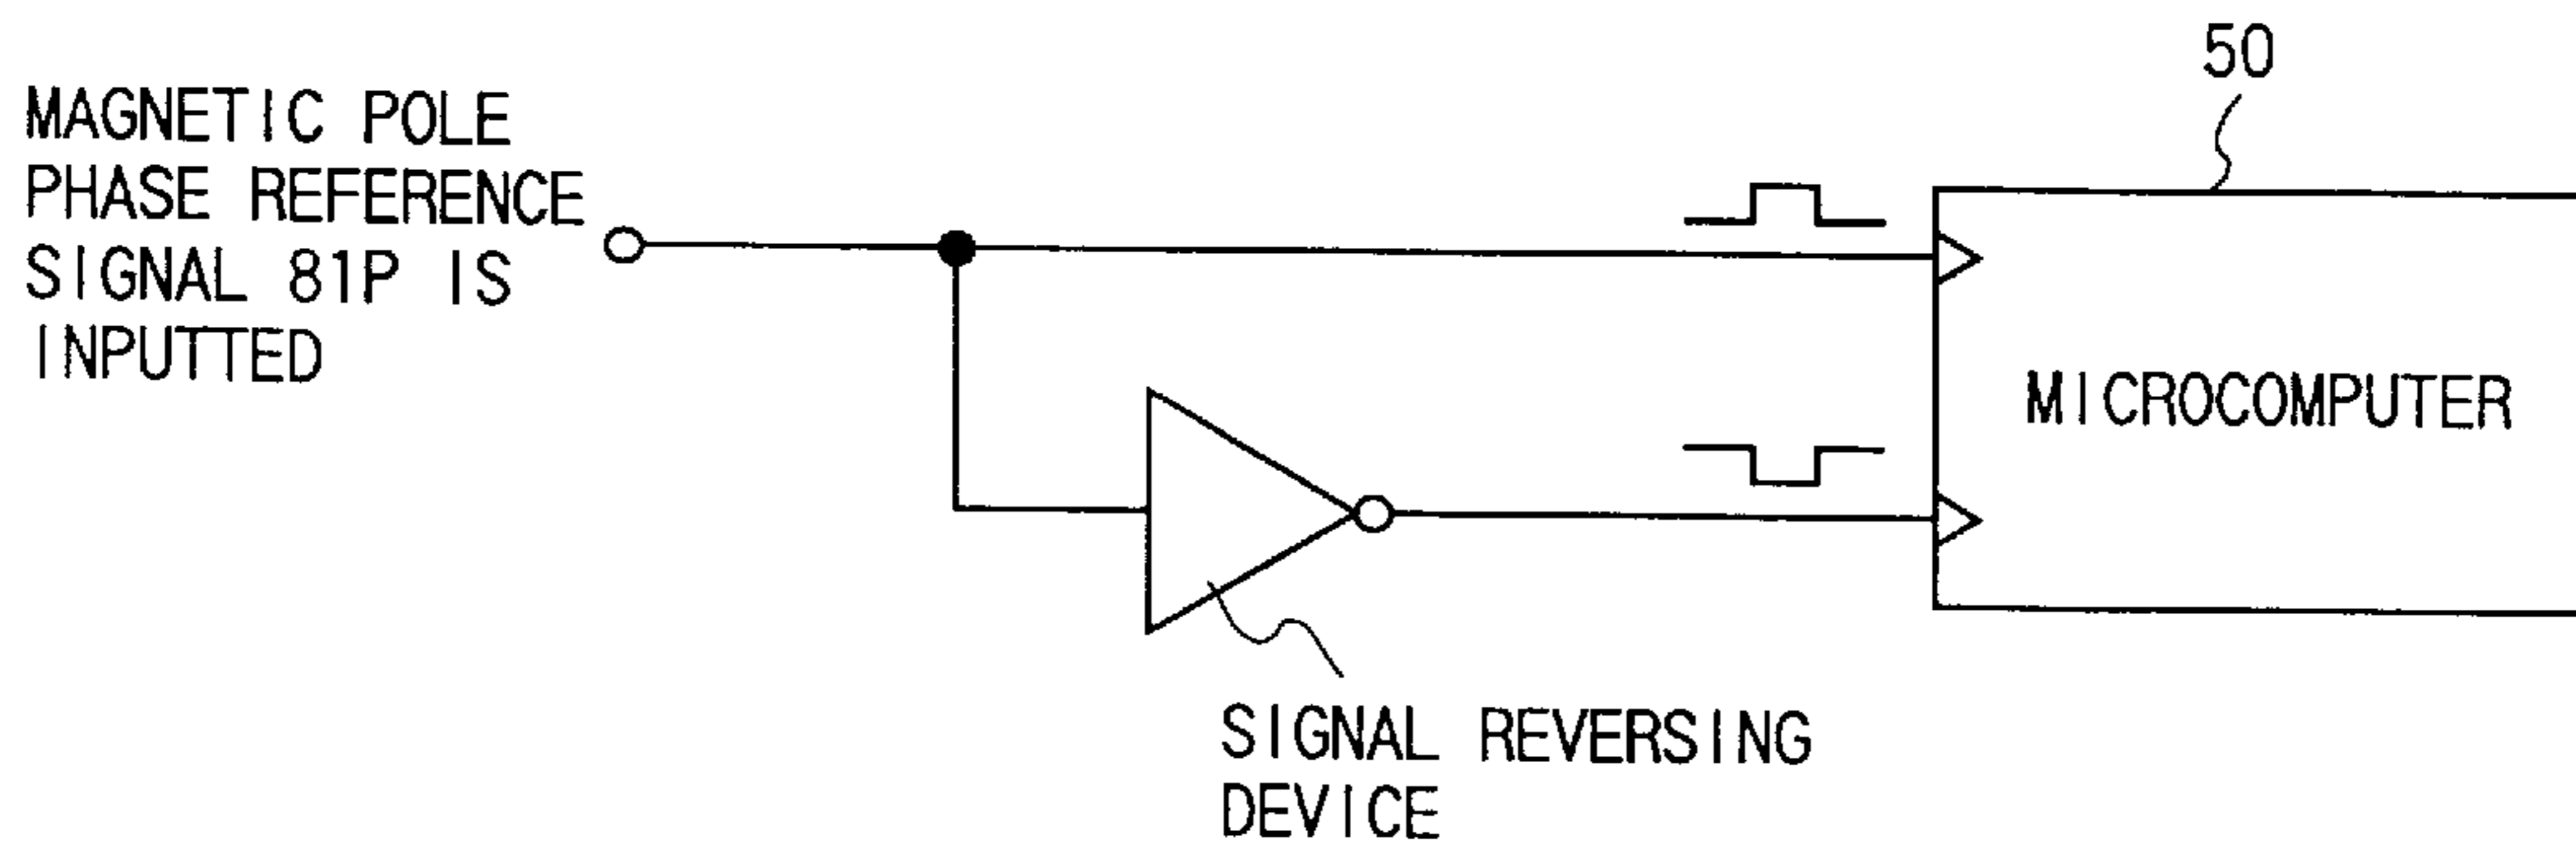 50
MAGNETIC POLE
PHASE REFERENCE
SIGNAL 81P IS
INPUTTED
MICROCOMPUTER
SIGNAL REVERSING
DEVICE